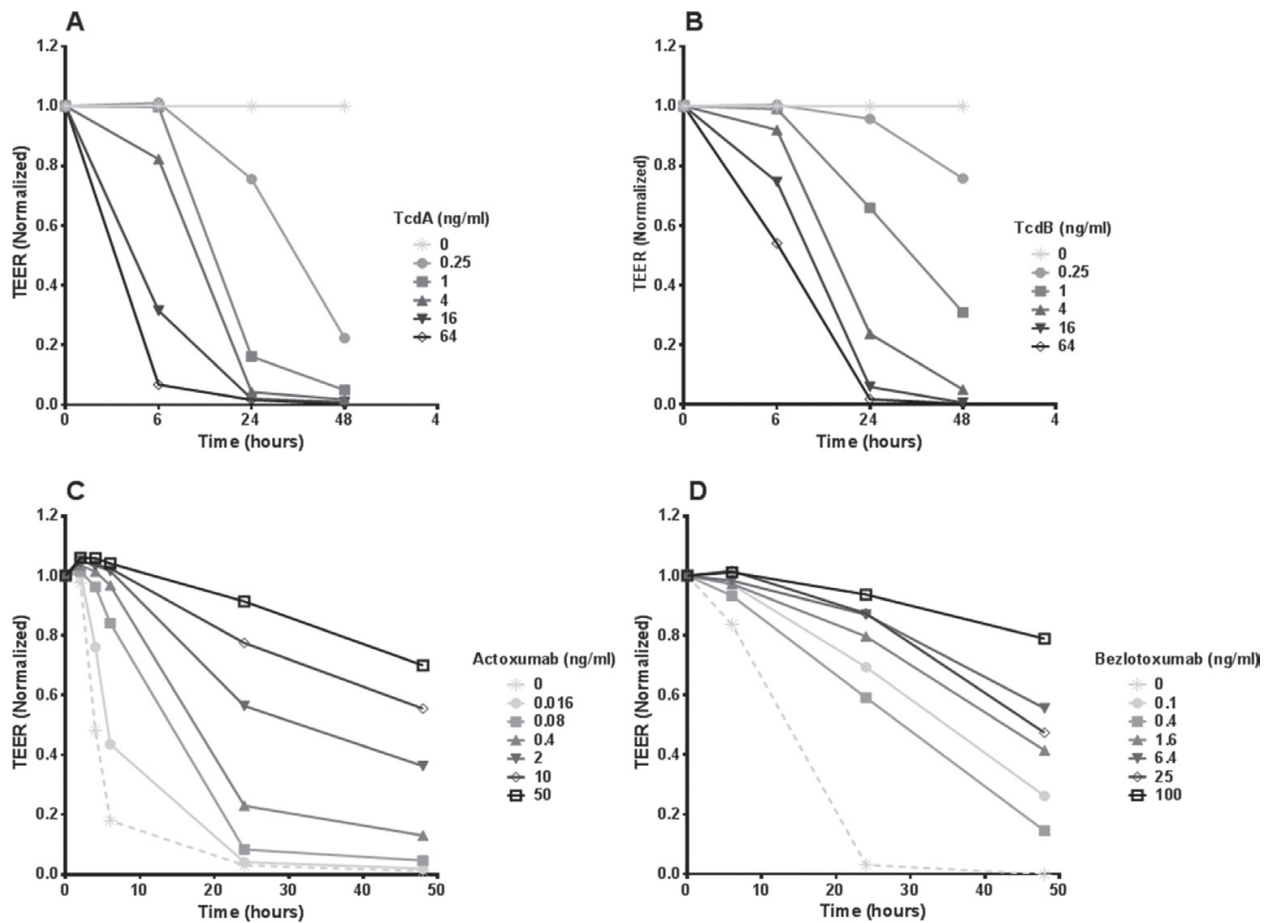 A
1.2
1.0
0.8
0.6
0.4
0.2
0.0
TEER (Normalized)
0 6 24 48 4
Time (hours)
TcdA (ng/ml)
0
0.25
1
4
16
64
B
1.2
1.0
0.8
0.6
0.4
0.2
0.0
TEER (Normalized)
0 6 24 48 4
Time (hours)
TcdB (ng/ml)
0
0.25
1
4
16
64
C
1.2
1.0
0.8
0.6
0.4
0.2
0.0
TEER (Normalized)
0 10 20 30 40 50
Time (hours)
Actoxumab (ng/ml)
0
0.016
0.08
0.4
2
10
50
D
1.2
1.0
0.8
0.6
0.4
0.2
0.0
TEER (Normalized)
0 10 20 30 40 50
Time (hours)
Bezlotoxumab (ng/ml)
0
0.1
0.4
1.6
6.4
25
100